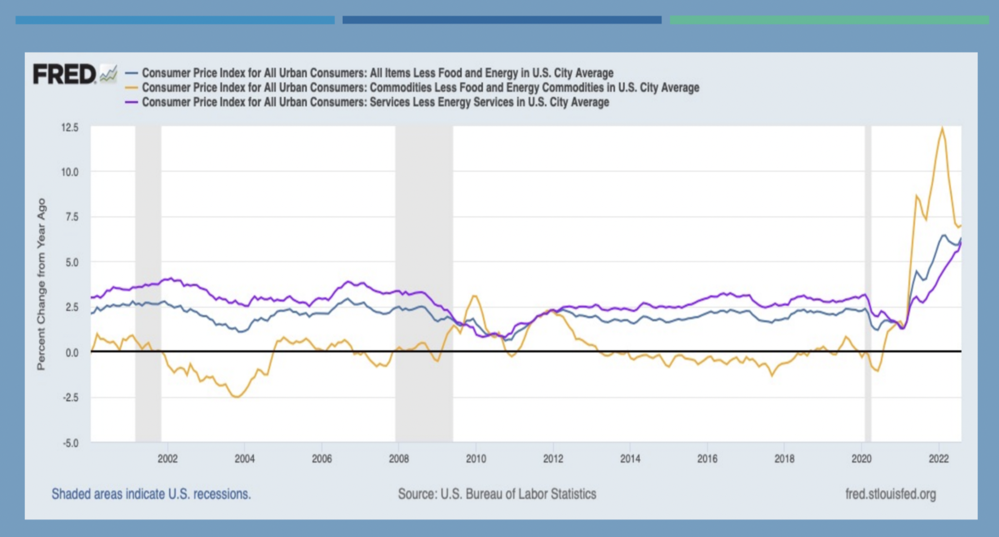 FRED
Consumer Price Index for All Urban Consumers: All Items Less Food and Energy in U.S. City Average
Consumer Price Index for All Urban Consumers: Commodities Less Food and Energy Commodities in U.S. City Average
Consumer Price Index for All Urban Consumers: Services Less Energy Services in U.S. City Average
Percent Change from Year Ago
12.5
10.0
7.5
5.0
2.5
0.0
-2.5
-5.0
2002 2004 2006 2008 2010 2012 2014 2016 2018 2020 2022
Shaded areas indicate U.S. recessions. Source: U.S. Bureau of Labor Statistics fred.stlouisfed.org